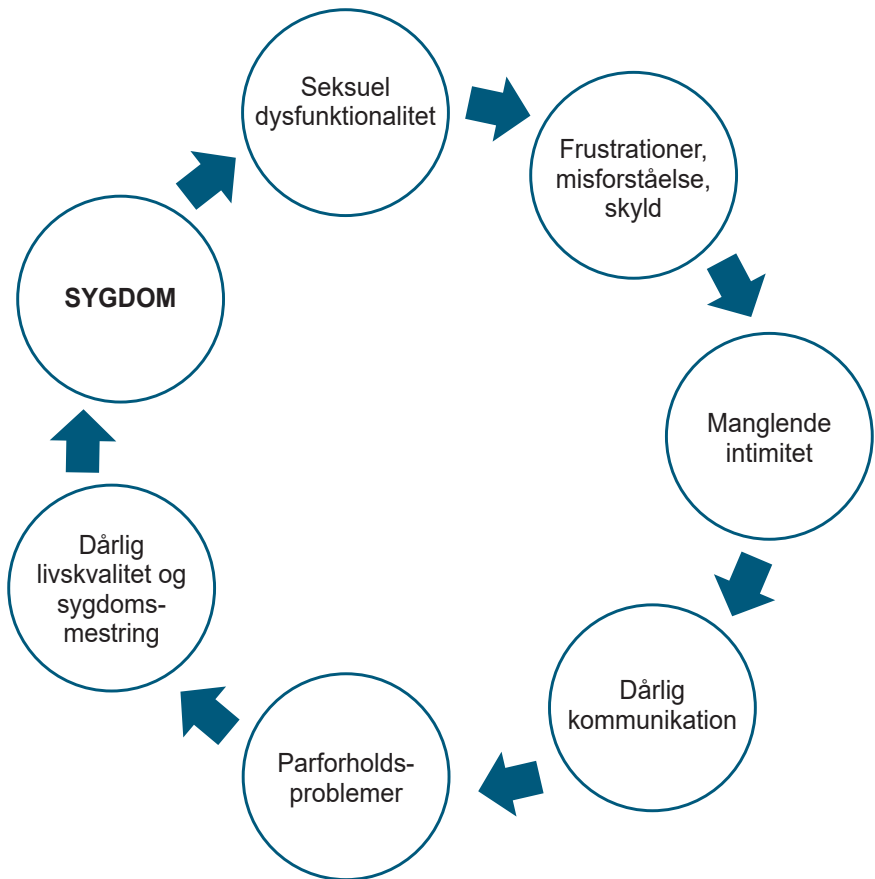 Seksuel
dysfunktionalitet
Frustrationer,
misforståelse,
skyld
SYGDOM
Manglende
intimitet
Dårlig
livskvalitet og
sygdoms-
mestring
Dårlig
kommunikation
Parforholds-
problemer